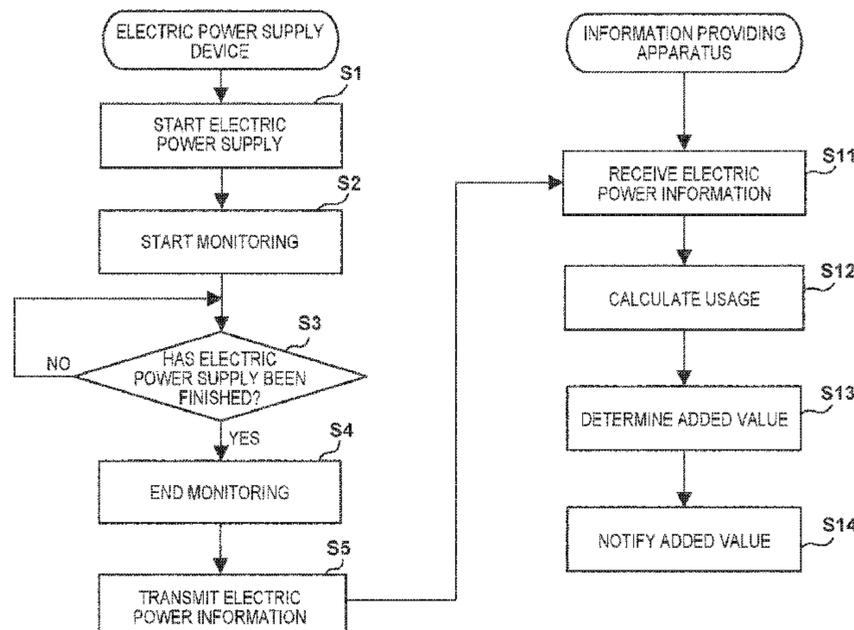 ELECTRIC POWER SUPPLY
DEVICE
S1
START ELECTRIC
POWER SUPPLY
S2
START MONITORING
S3
NO
HAS ELECTRIC
POWER SUPPLY BEEN
FINISHED?
YES
S4
END MONITORING
S5
TRANSMIT ELECTRIC
POWER INFORMATION
INFORMATION PROVIDING
APPARATUS
S11
RECEIVE ELECTRIC
POWER INFORMATION
S12
CALCULATE USAGE
S13
DETERMINE ADDED VALUE
S14
NOTIFY ADDED VALUE